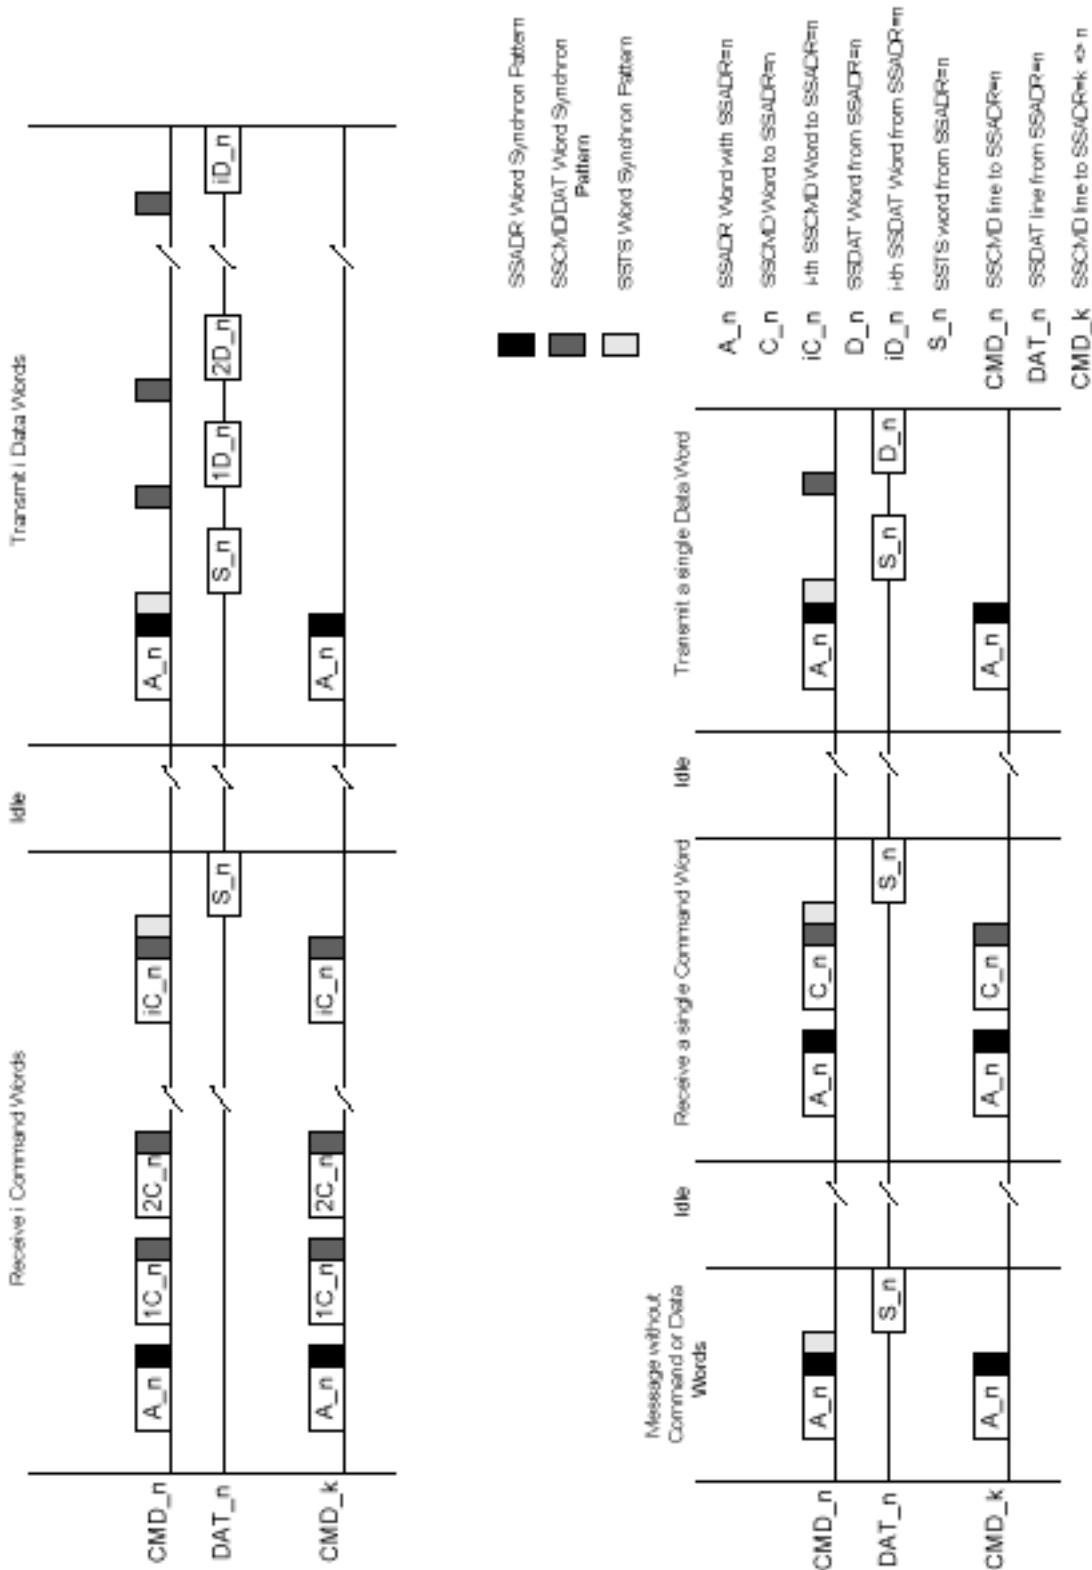 Receive i Command Words
Idle
Transmit i Data Words
CMD_n
A_n
1C_n
2C_n
iC_n
A_n
DAT_n
S_n
S_n
1D_n
2D_n
iD_n
CMD_k
A_n
1C_n
2C_n
iC_n
A_n
SSADR Word Synchron Pattern
SSCMD/DAT Word Synchron
Pattern
SSTS Word Synchron Pattern
Message without
Command or Data
Words
Idle
Receive a single Command Word
Idle
Transmit a single Data Word
CMD_n
A_n
A_n
C_n
A_n
DAT_n
S_n
S_n
S_n
D_n
CMD_k
A_n
A_n
C_n
A_n
A_n SSADR Word with SSADR=n
C_n SSCMD Word to SSADR=n
iC_n i-th SSCMD Word to SSADR=n
D_n SSDAT Word from SSADR=n
iD_n i-th SSDAT Word from SSADR=n
S_n SSTS word from SSADR=n
CMD_n SSCMD line to SSADR=n
DAT_n SSDAT line from SSADR=n
CMD_k SSCMD line to SSADR=k <> n